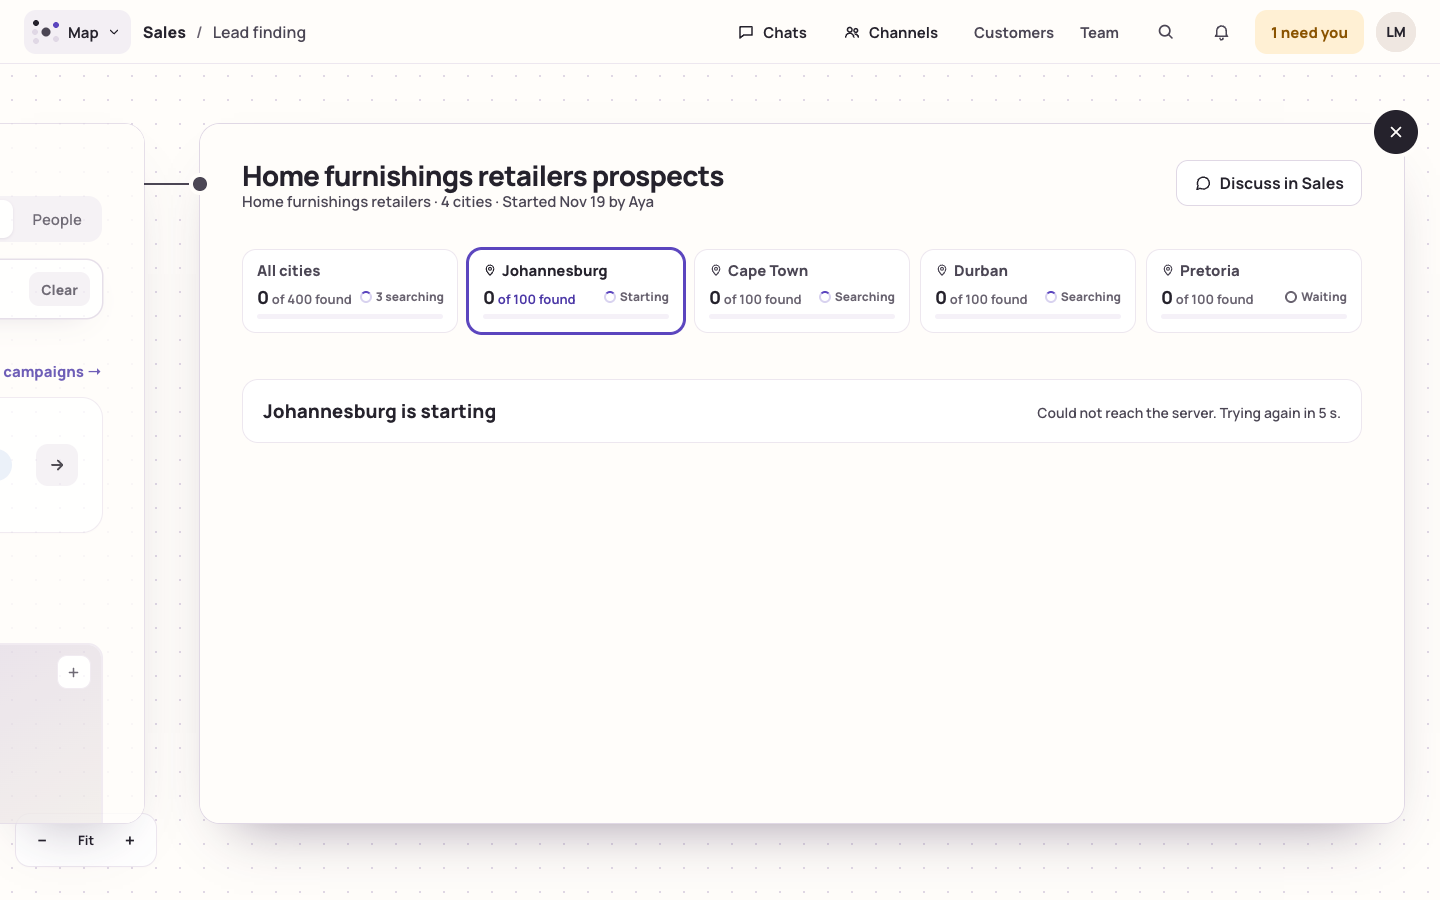 Map
Sales / Lead finding
Chats
Channels
Customers
Team
1 need you
LM
People
Clear
campaigns →
Fit
Home furnishings retailers prospects
Home furnishings retailers · 4 cities · Started Nov 19 by Aya
Discuss in Sales
All cities
0 of 400 found
3 searching
Johannesburg
0 of 100 found
Starting
Cape Town
0 of 100 found
Searching
Durban
0 of 100 found
Searching
Pretoria
0 of 100 found
Waiting
Johannesburg is starting
Could not reach the server. Trying again in 5 s.